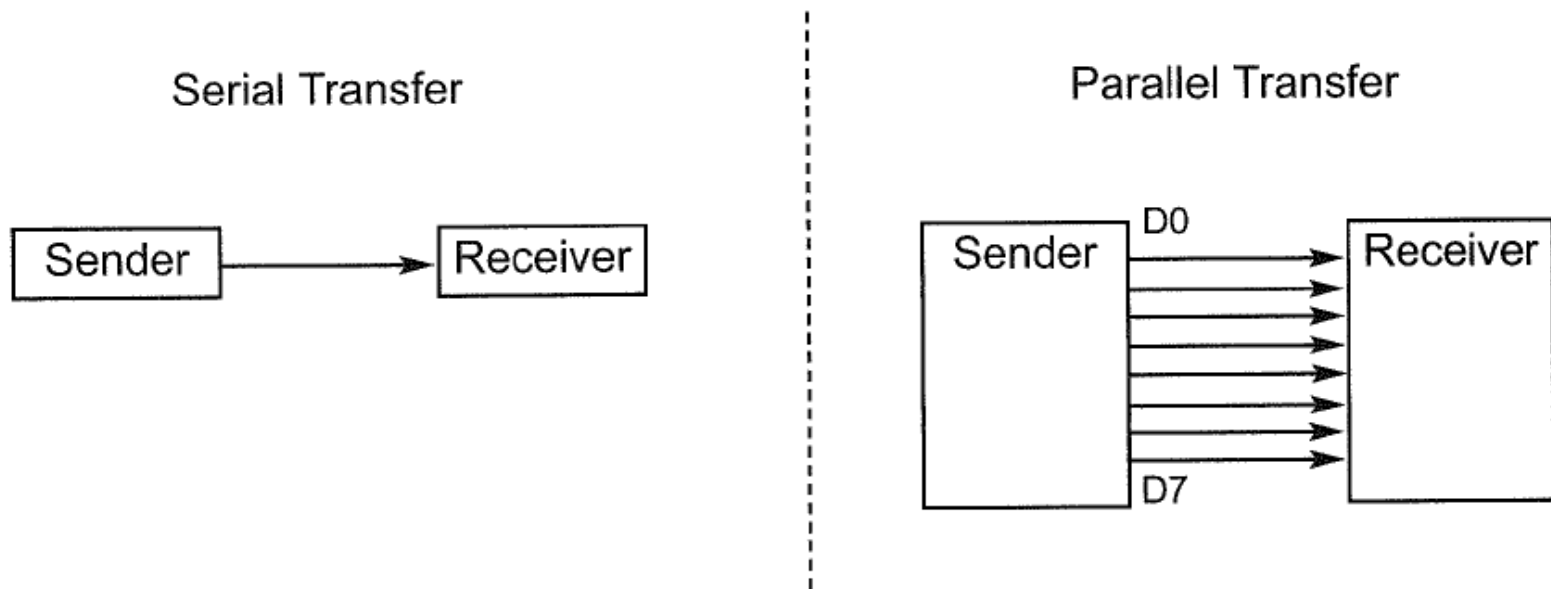 Serial Transfer
Sender
Receiver
Parallel Transfer
D0
Sender
Receiver
D7